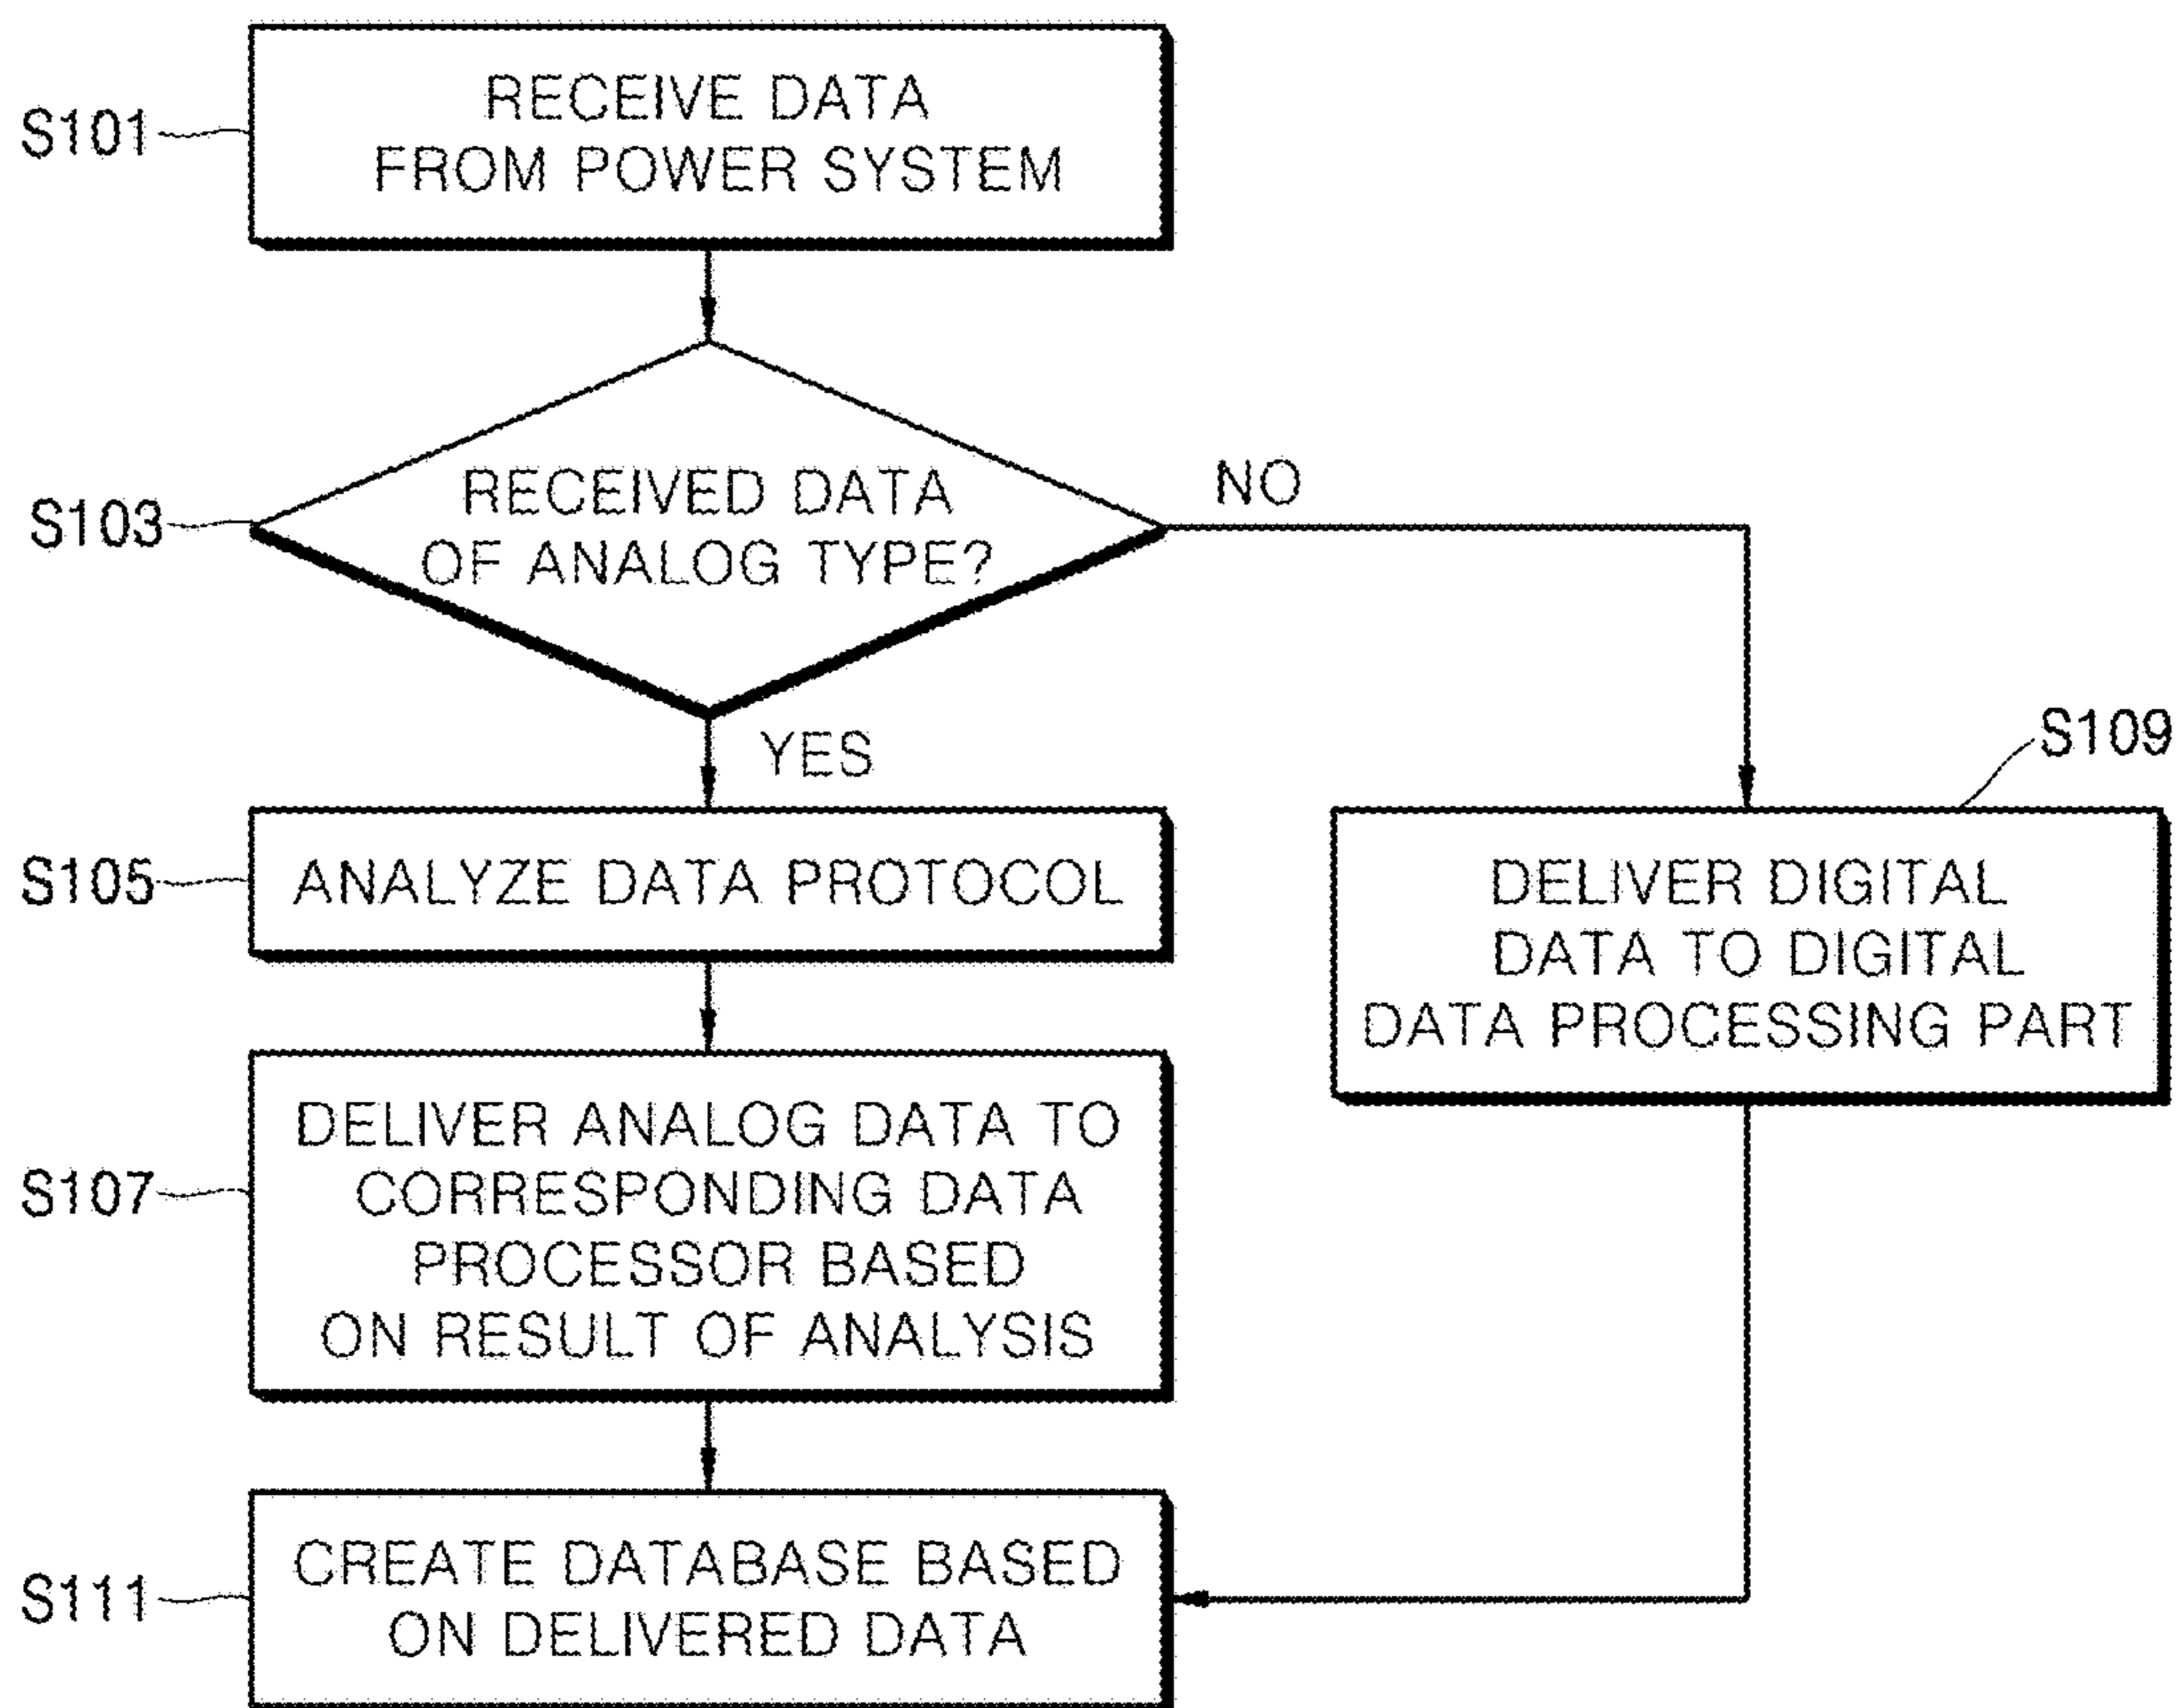 S101
RECEIVE DATA
FROM POWER SYSTEM
S103
RECEIVED DATA
OF ANALOG TYPE?
NO
YES
S105
ANALYZE DATA PROTOCOL
S109
DELIVER DIGITAL
DATA TO DIGITAL
DATA PROCESSING PART
S107
DELIVER ANALOG DATA TO
CORRESPONDING DATA
PROCESSOR BASED
ON RESULT OF ANALYSIS
S111
CREATE DATABASE BASED
ON DELIVERED DATA